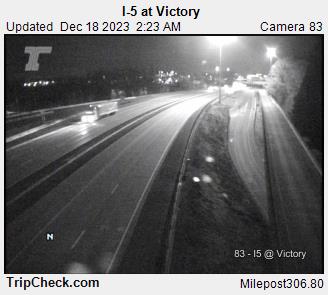 I-5 at Victory
Updated Dec 18 2023 2:23 AM Camera 83
T
N
83 - I5 @ Victory
TripCheck.com Milepost306.80